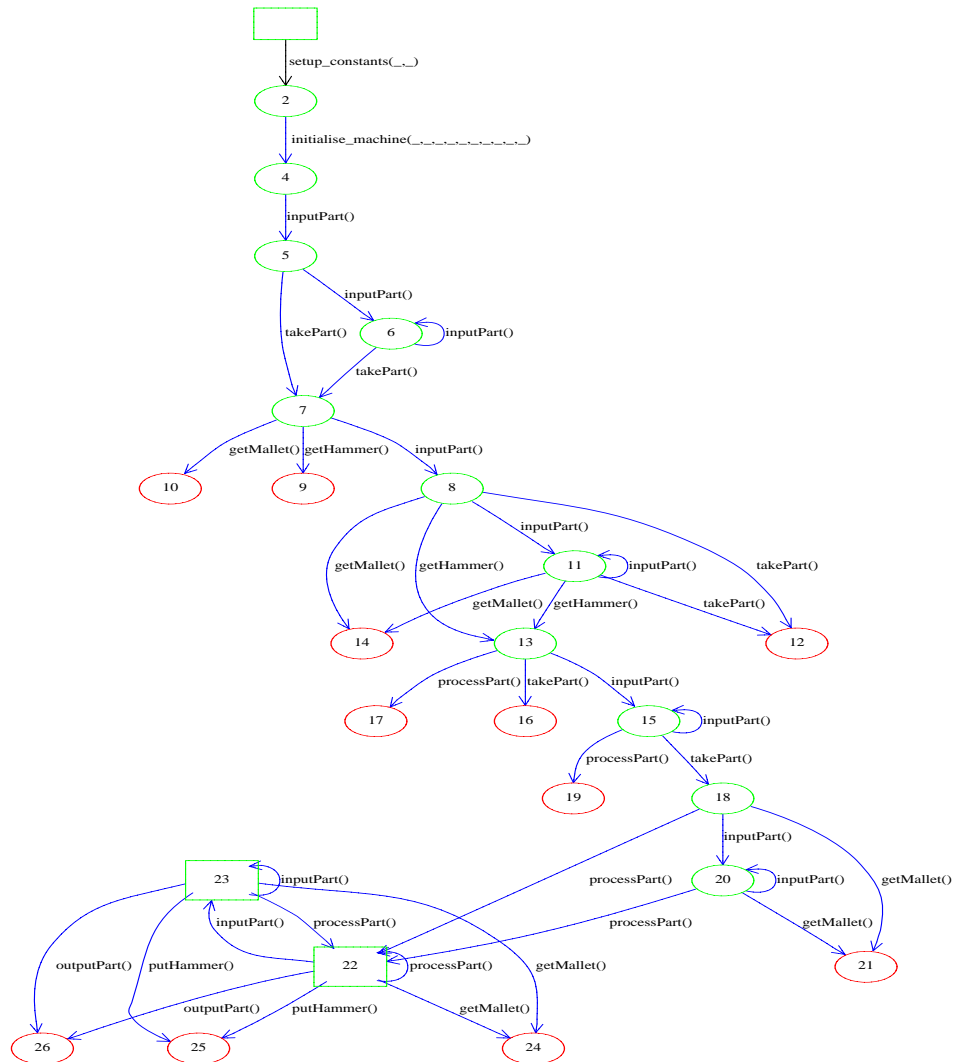 setup_constants(_,_)
2
initialise_machine(_,_,_,_,_,_,_,_,_,_)
4
inputPart()
5
inputPart()
takePart()
6
inputPart()
takePart()
7
getMallet()
getHammer()
inputPart()
10
9
8
inputPart()
getMallet()
getHammer()
11
inputPart()
takePart()
getMallet()
getHammer()
takePart()
14
13
12
processPart()
takePart()
inputPart()
17
16
15
inputPart()
processPart()
takePart()
19
18
inputPart()
23
inputPart()
processPart()
20
inputPart()
getMallet()
inputPart()
processPart()
processPart()
getMallet()
outputPart()
putHammer()
22
processPart()
getMallet()
21
outputPart()
putHammer()
getMallet()
26
25
24